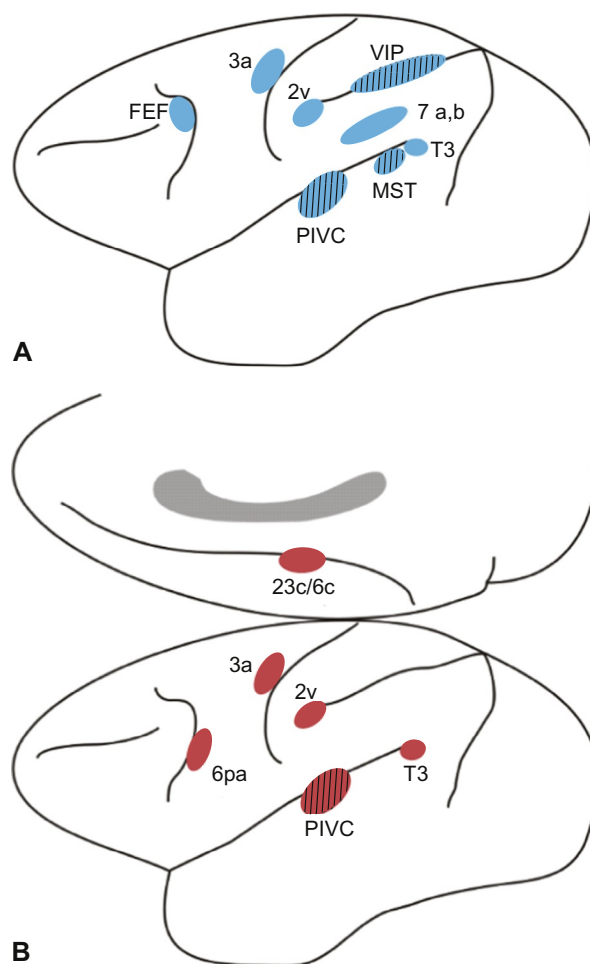 VIP
3a
2v
FEF
7 a,b
T3
MST
PIVC
A
23c/6c
3a
2v
6pa
T3
PIVC
B